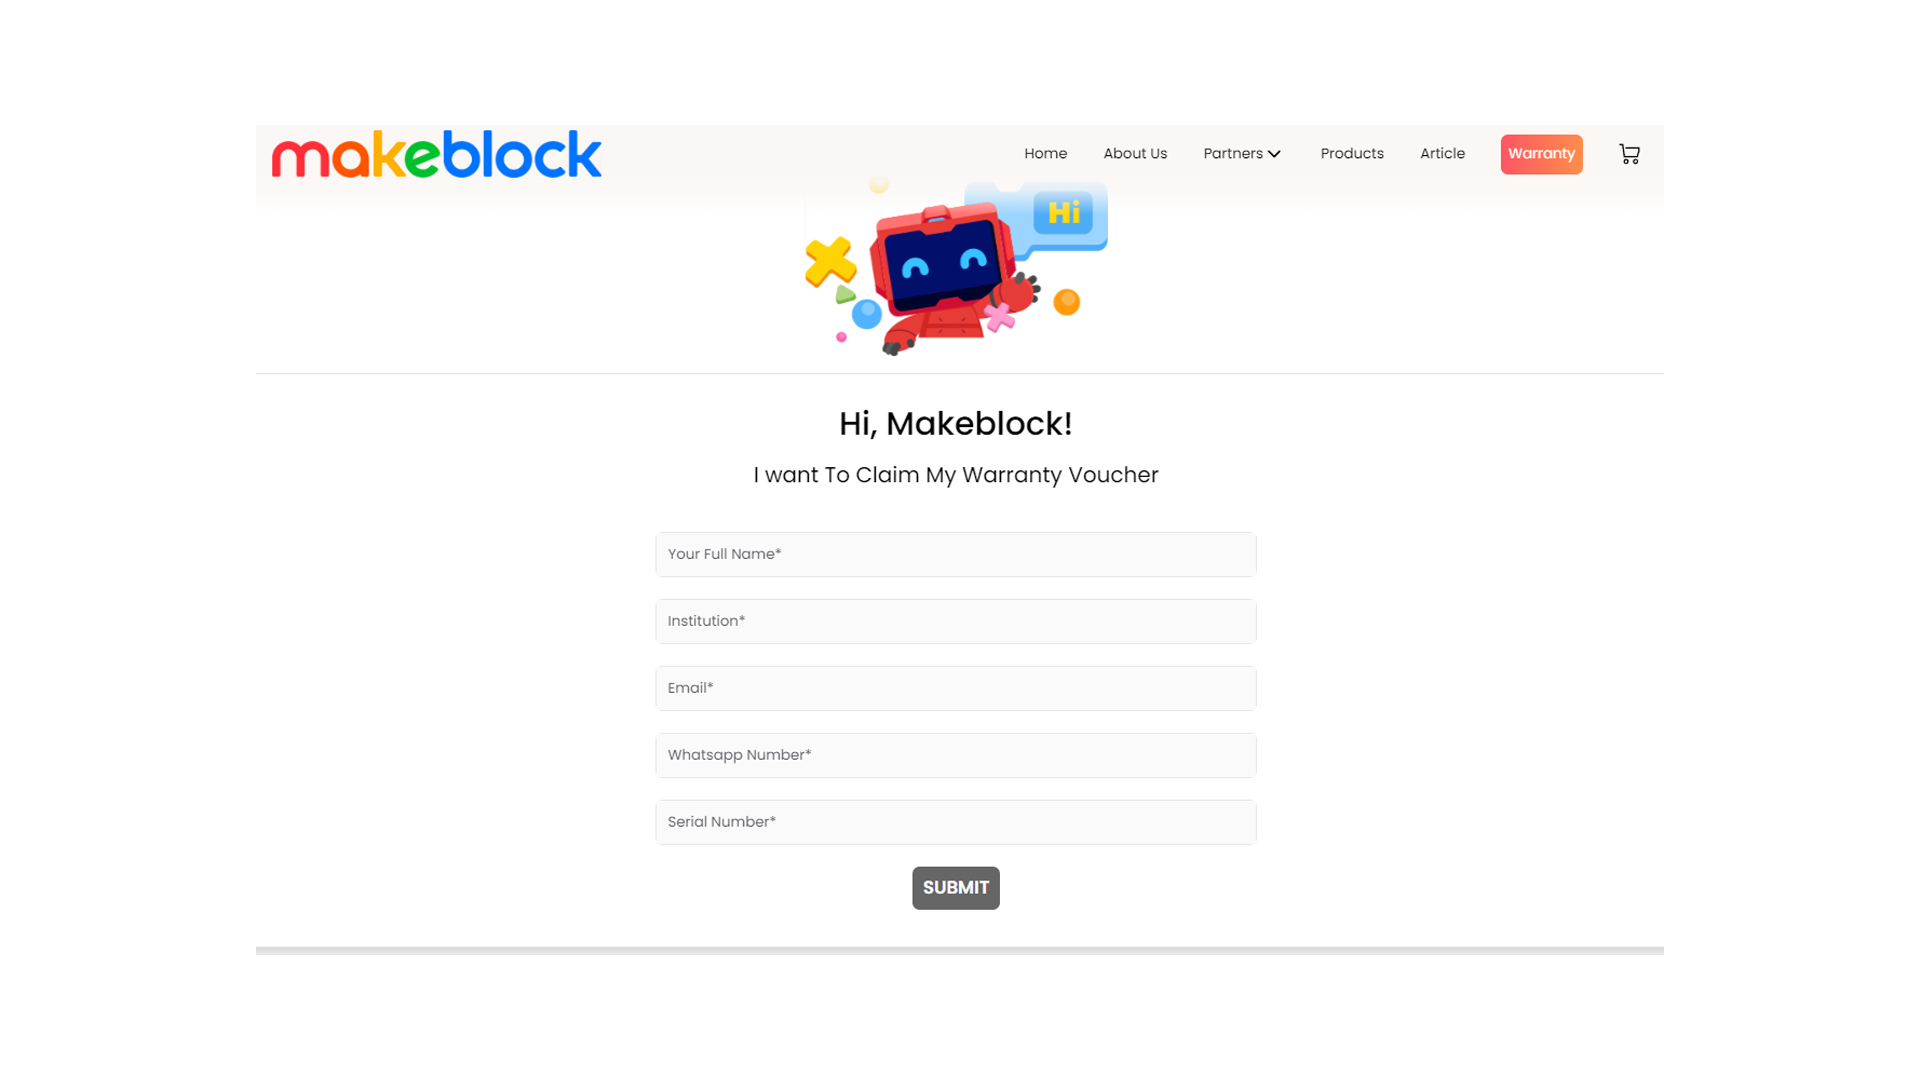 makeblock
Home About Us Partners Products Article Warranty
Hi
Hi, Makeblock!
I want To Claim My Warranty Voucher
Your Full Name*
Institution*
Email*
Whatsapp Number*
Serial Number*
SUBMIT